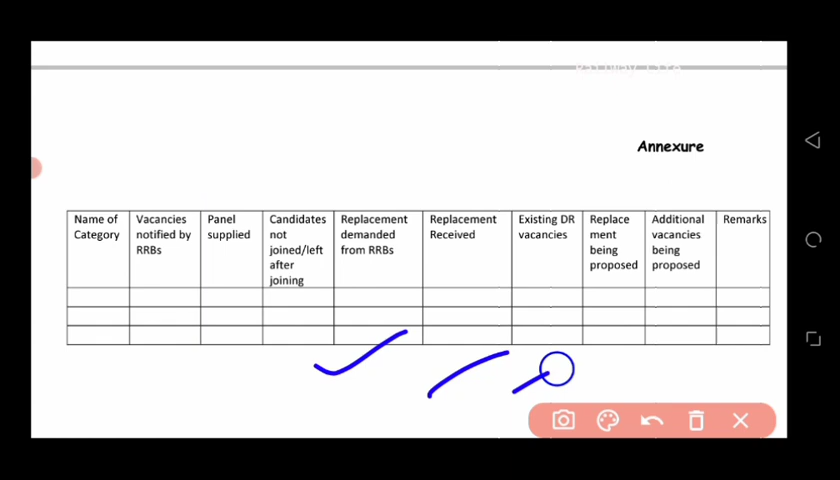 Annexure
Name of
Category
Vacancies
notified by
RRBs
Panel
supplied
Candidates
not
joined/left
after
joining
Replacement
demanded
from RRBs
Replacement
Received
Existing DR
vacancies
Replace
ment
being
proposed
Additional
vacancies
being
proposed
Remarks